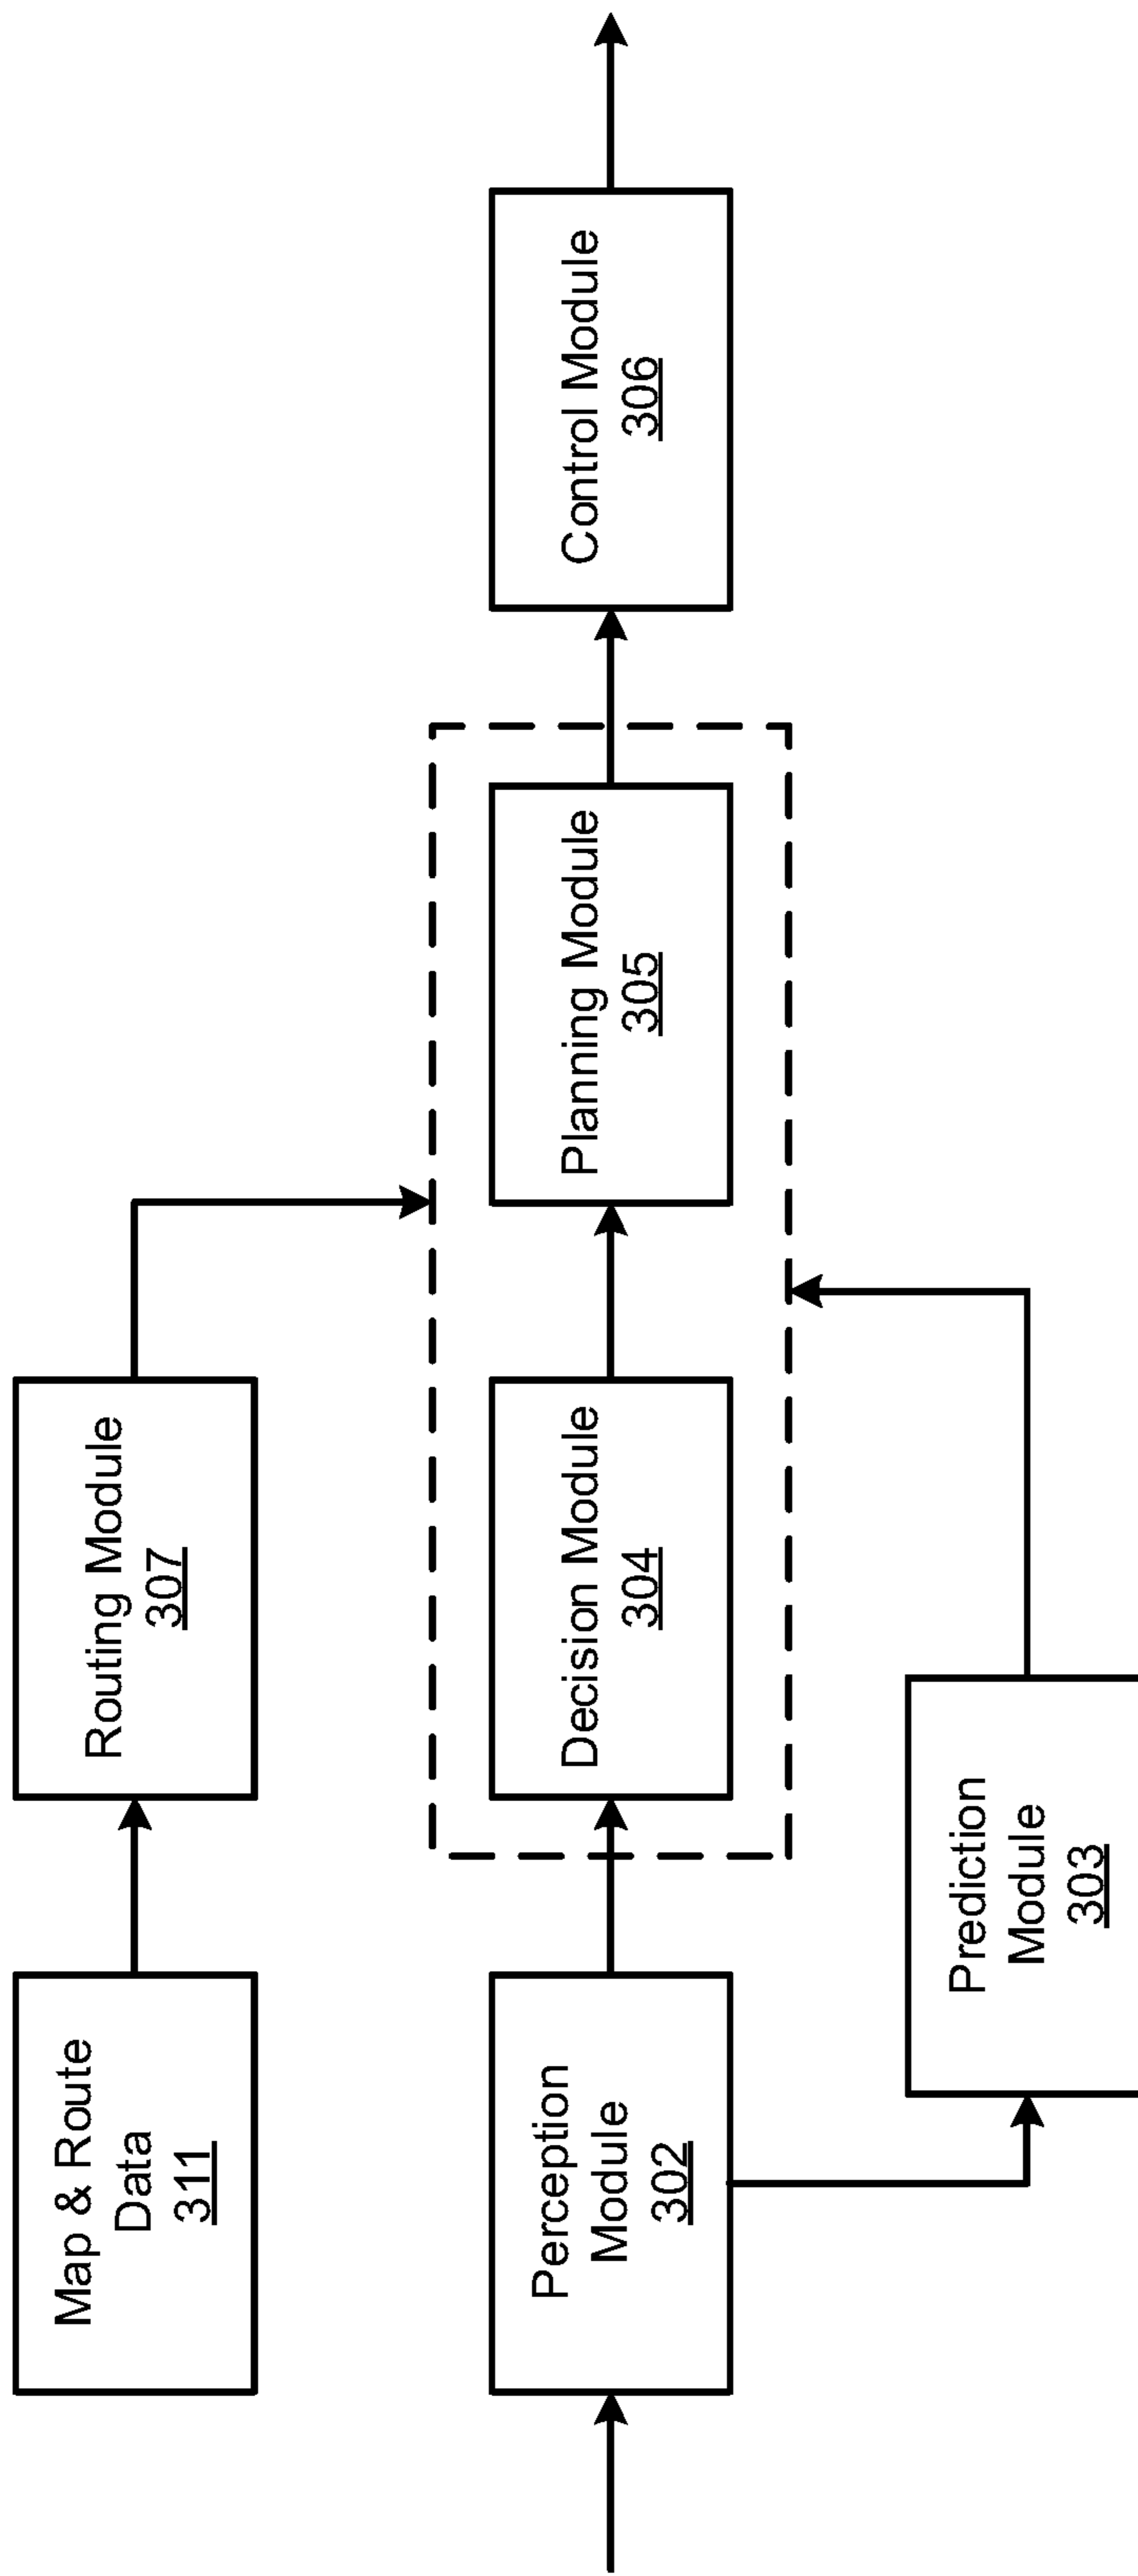 Map & Route
Data
311
Routing Module
307
Perception
Module
302
Decision Module
304
Planning Module
305
Control Module
306
Prediction
Module
303